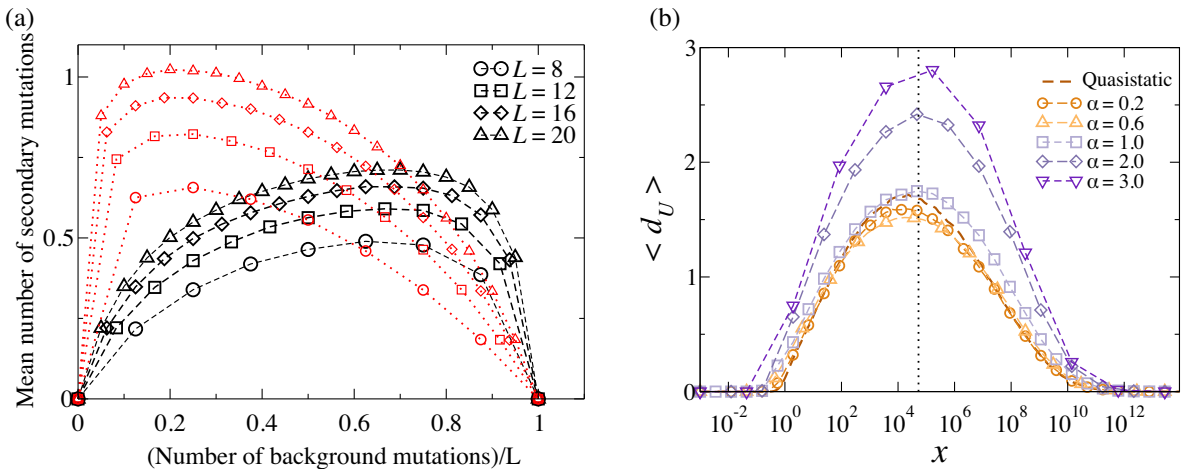 (a)
Mean number of secondary mutations
1
0.5
0
L = 8
L = 12
L = 16
L = 20
0 0.2 0.4 0.6 0.8 1
(Number of background mutations)/L
(b)
< d_U >
3
2
1
0
Quasistatic
α = 0.2
α = 0.6
α = 1.0
α = 2.0
α = 3.0
10^-2 10^0 10^2 10^4 10^6 10^8 10^10 10^12
x